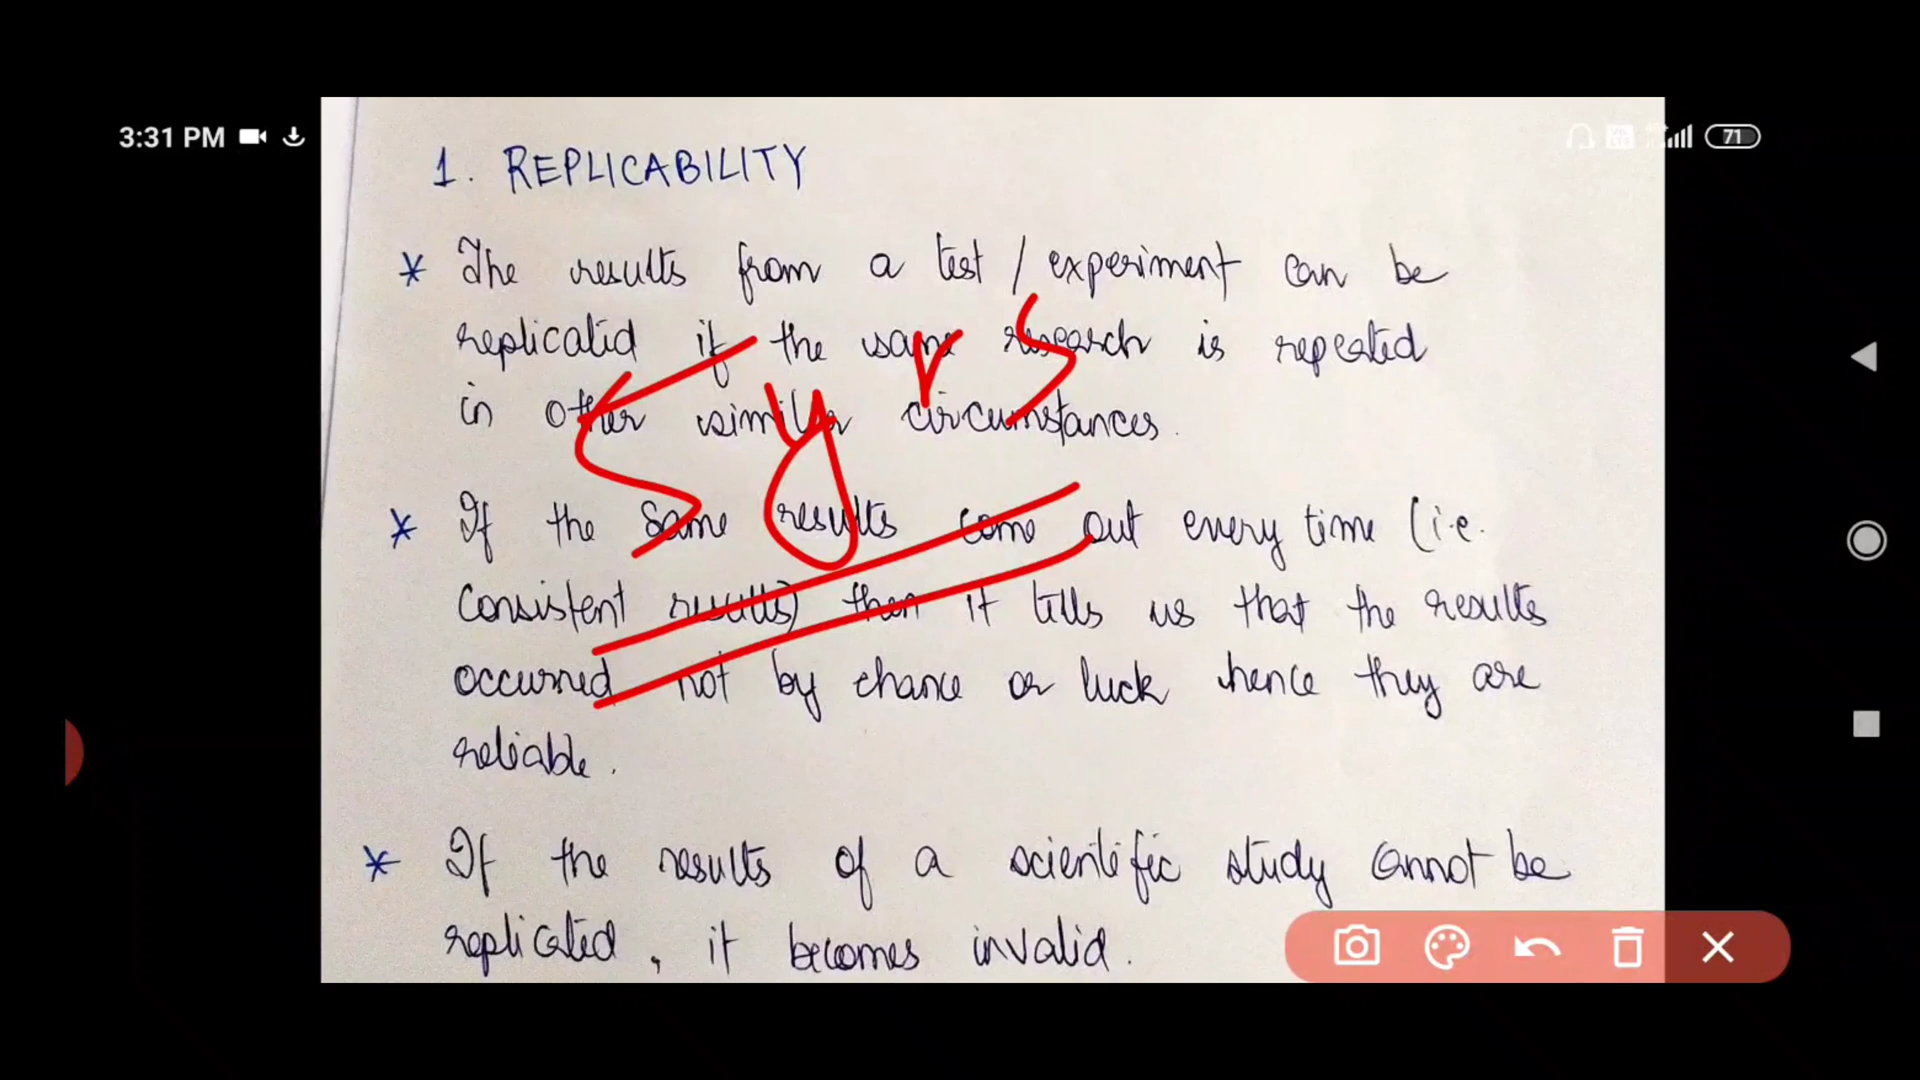 3:31 PM
71
1. REPLICABILITY
* The results from a test / experiment can be
replicated if the same research is repeated
in other similar circumstances.
5 yrs
* If the same results come out every time (i.e.
consistent results) then it tells us that the results
occurred not by chance or luck hence they are
reliable.
* If the results of a scientific study cannot be
replicated, it becomes invalid.